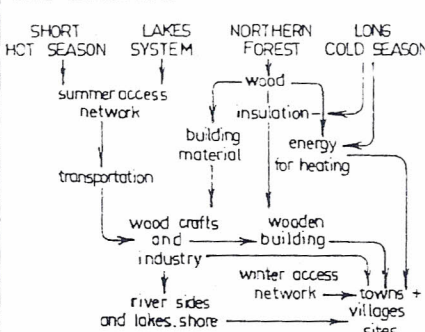 SHORT
HOT SEASON
LAKES
SYSTEM
NORTHERN
FOREST
LONG
COLD SEASON
wood
summer access
network
insulation
building
material
energy
for heating
transportation
wood crafts
and
industry
wooden
building
winter access
network
towns +
villages
sites
river sides
and lakes.shore